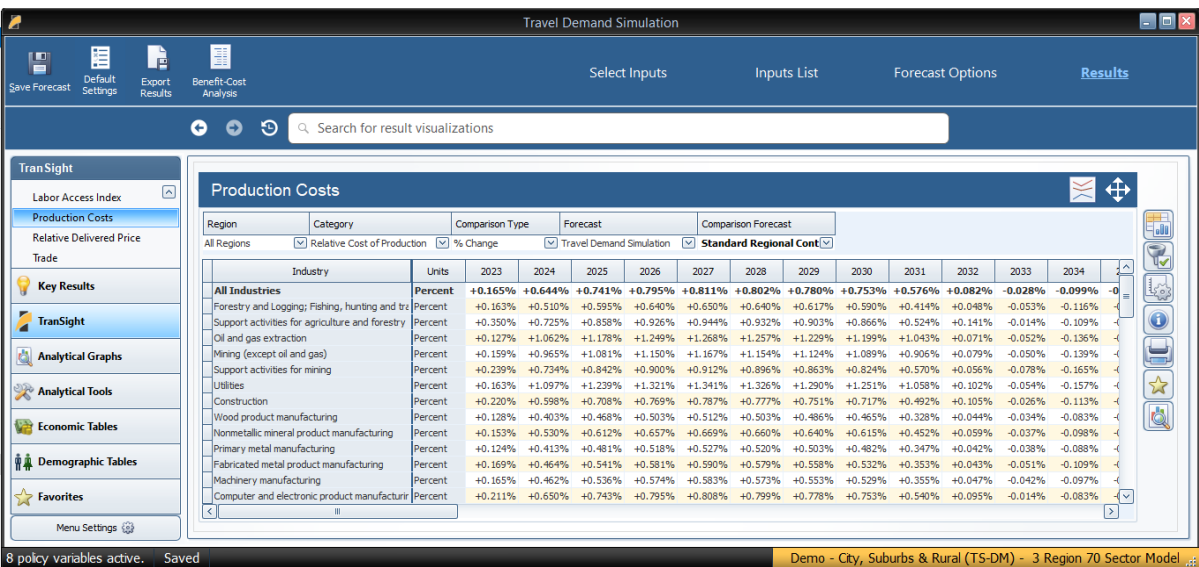 Travel Demand Simulation
Save Forecast
Default Settings
Export Results
Benefit-Cost Analysis
Select Inputs
Inputs List
Forecast Options
Results
Search for result visualizations
TranSight
Labor Access Index
Production Costs
Relative Delivered Price
Trade
Key Results
TranSight
Analytical Graphs
Analytical Tools
Economic Tables
Demographic Tables
Favorites
Menu Settings
Production Costs
Region Category Comparison Type Forecast Comparison Forecast
All Regions Relative Cost of Production % Change Travel Demand Simulation Standard Regional Cont
Industry Units 2023 2024 2025 2026 2027 2028 2029 2030 2031 2032 2033 2034
All Industries Percent +0.165% +0.644% +0.741% +0.795% +0.811% +0.802% +0.780% +0.753% +0.576% +0.082% -0.028% -0.099%
Forestry and Logging; Fishing, hunting and tra Percent +0.163% +0.510% +0.595% +0.640% +0.650% +0.640% +0.617% +0.590% +0.414% +0.048% -0.053% -0.116%
Support activities for agriculture and forestry Percent +0.350% +0.725% +0.858% +0.926% +0.944% +0.932% +0.903% +0.866% +0.524% +0.141% -0.014% -0.109%
Oil and gas extraction Percent +0.127% +1.062% +1.178% +1.249% +1.268% +1.257% +1.229% +1.199% +1.043% +0.071% -0.052% -0.136%
Mining (except oil and gas) Percent +0.159% +0.965% +1.081% +1.150% +1.167% +1.154% +1.124% +1.089% +0.906% +0.079% -0.050% -0.139%
Support activities for mining Percent +0.239% +0.734% +0.842% +0.900% +0.912% +0.896% +0.863% +0.824% +0.570% +0.056% -0.078% -0.165%
Utilities Percent +0.163% +1.097% +1.239% +1.321% +1.341% +1.326% +1.290% +1.251% +1.058% +0.102% -0.054% -0.157%
Construction Percent +0.220% +0.598% +0.708% +0.769% +0.787% +0.777% +0.751% +0.717% +0.492% +0.105% -0.026% -0.113%
Wood product manufacturing Percent +0.128% +0.403% +0.468% +0.503% +0.512% +0.503% +0.486% +0.465% +0.328% +0.044% -0.034% -0.083%
Nonmetallic mineral product manufacturing Percent +0.153% +0.530% +0.612% +0.657% +0.669% +0.660% +0.640% +0.615% +0.452% +0.059% -0.037% -0.098%
Primary metal manufacturing Percent +0.124% +0.413% +0.481% +0.518% +0.527% +0.520% +0.503% +0.482% +0.347% +0.042% -0.038% -0.088%
Fabricated metal product manufacturing Percent +0.169% +0.464% +0.541% +0.581% +0.590% +0.579% +0.558% +0.532% +0.353% +0.043% -0.051% -0.109%
Machinery manufacturing Percent +0.165% +0.462% +0.536% +0.574% +0.583% +0.573% +0.553% +0.529% +0.355% +0.047% -0.042% -0.097%
Computer and electronic product manufacturir Percent +0.211% +0.650% +0.743% +0.795% +0.808% +0.799% +0.778% +0.753% +0.540% +0.095% -0.014% -0.083%
8 policy variables active. Saved
Demo - City, Suburbs & Rural (TS-DM) - 3 Region 70 Sector Model